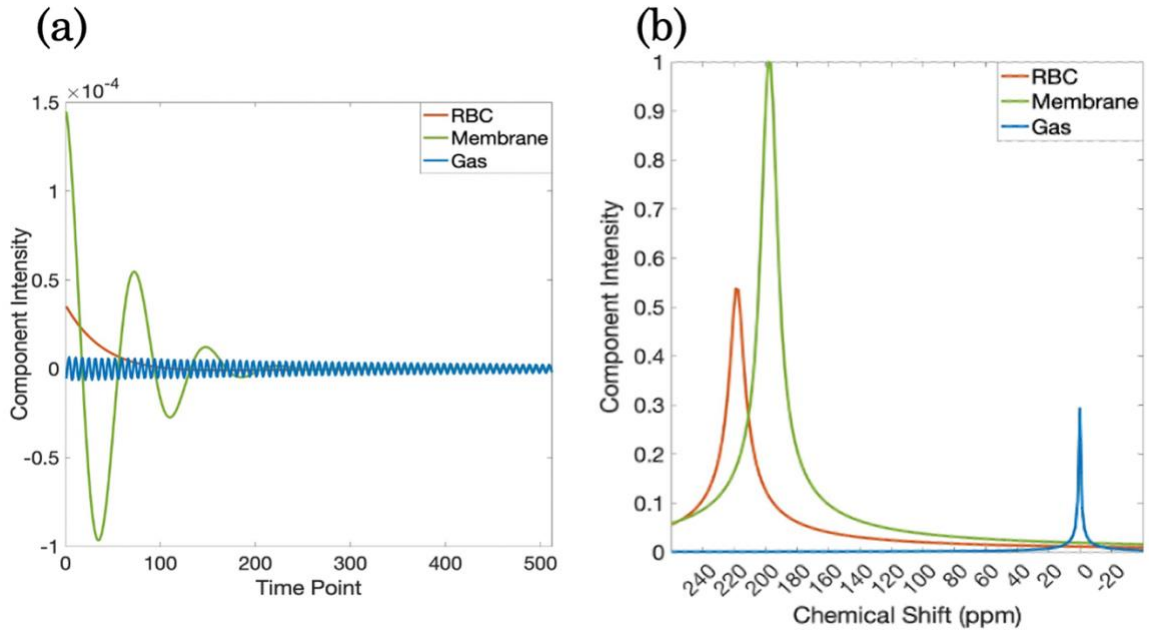 (a)
×10⁻⁴
1.5
1
0.5
0
-0.5
-1
0 100 200 300 400 500
Component Intensity
Time Point
RBC
Membrane
Gas
(b)
1
0.9
0.8
0.7
0.6
0.5
0.4
0.3
0.2
0.1
0
240 220 200 180 160 140 120 100 80 60 40 20 0 -20
Component Intensity
Chemical Shift (ppm)
RBC
Membrane
Gas